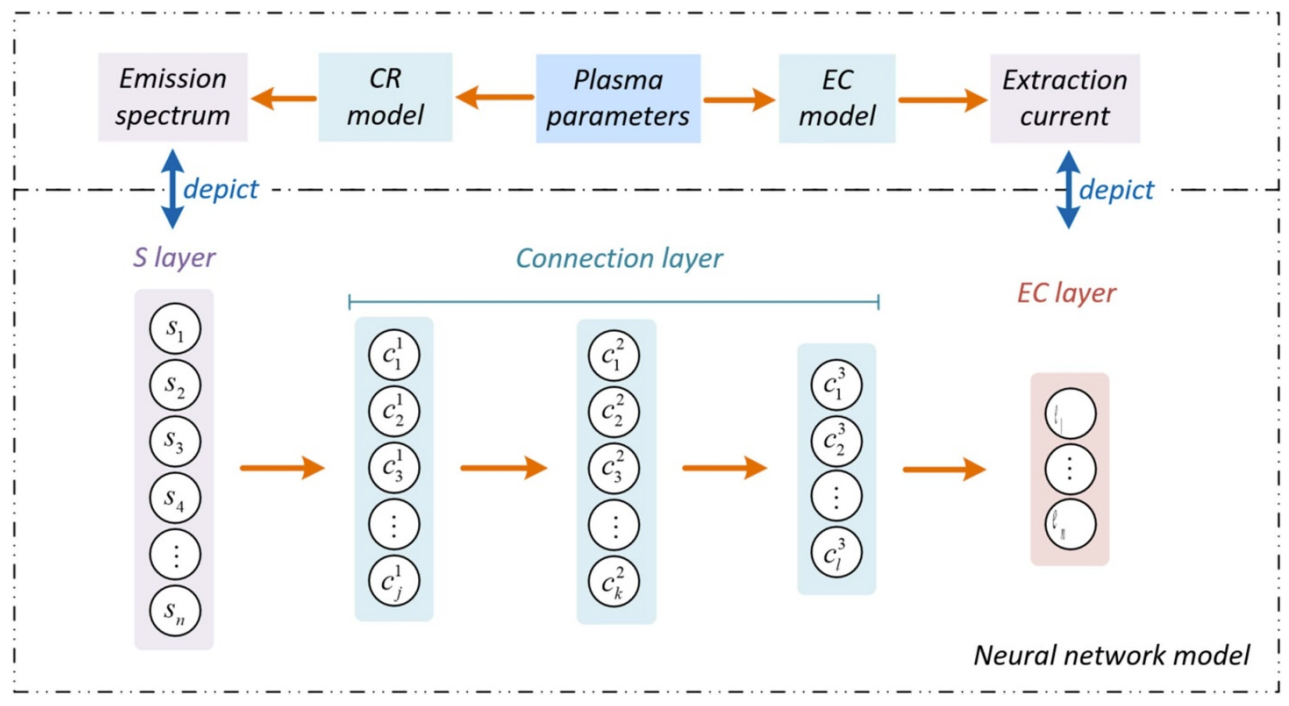 Emission spectrum
CR model
Plasma parameters
EC model
Extraction current
depict
depict
S layer
Connection layer
EC layer
s₁
s₂
s₃
s₄
⋮
sₙ
c₁¹
c₂¹
c₃¹
⋮
cⱼ¹
c₁²
c₂²
c₃²
⋮
cₖ²
c₁³
c₂³
⋮
cₗ³
⋮
Neural network model